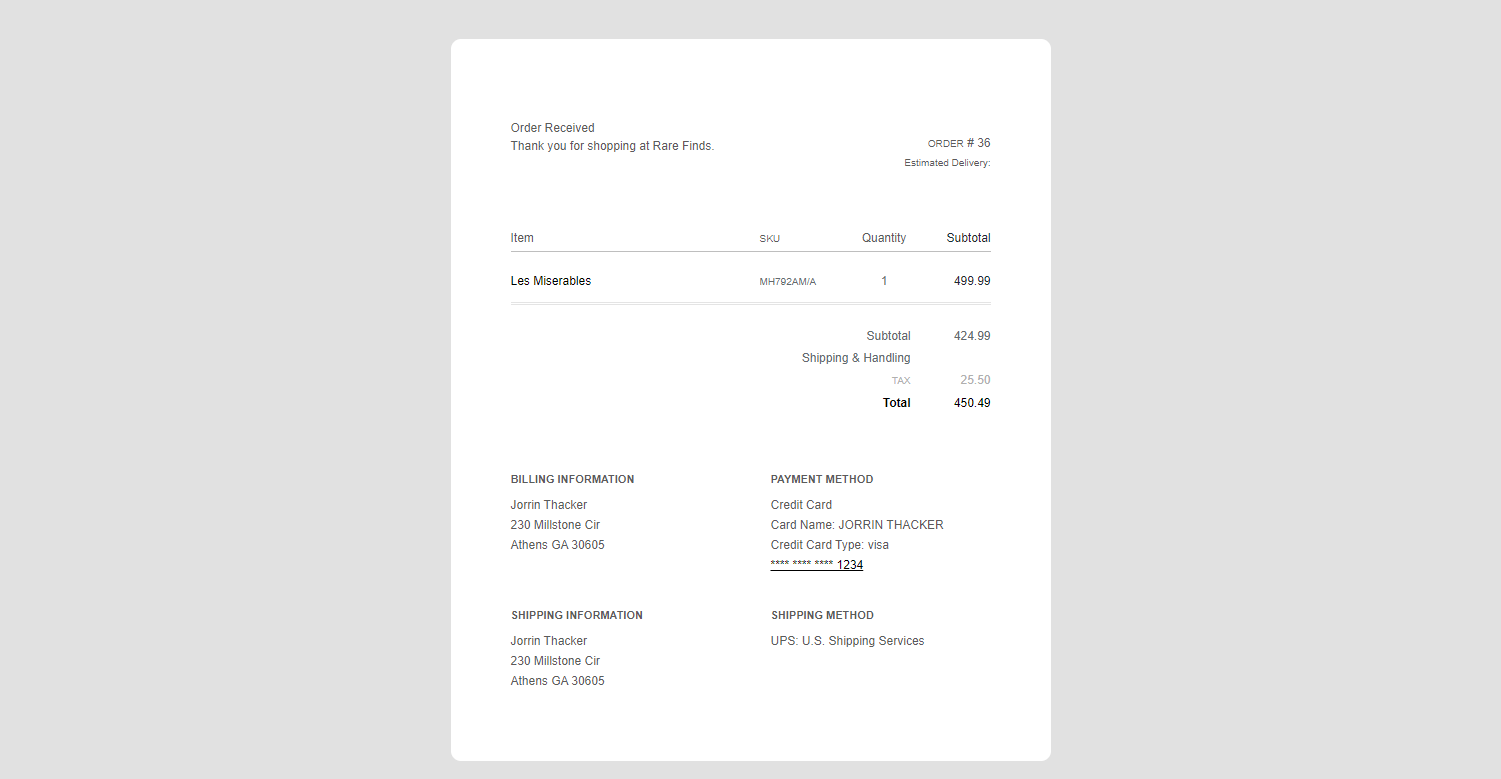 Order Received
Thank you for shopping at Rare Finds.
ORDER # 36
Estimated Delivery:
Item SKU Quantity Subtotal
Les Miserables MH792AM/A 1 499.99
Subtotal 424.99
Shipping & Handling
TAX 25.50
Total 450.49
BILLING INFORMATION
Jorrin Thacker
230 Millstone Cir
Athens GA 30605
PAYMENT METHOD
Credit Card
Card Name: JORRIN THACKER
Credit Card Type: visa
**** **** **** 1234
SHIPPING INFORMATION
Jorrin Thacker
230 Millstone Cir
Athens GA 30605
SHIPPING METHOD
UPS: U.S. Shipping Services